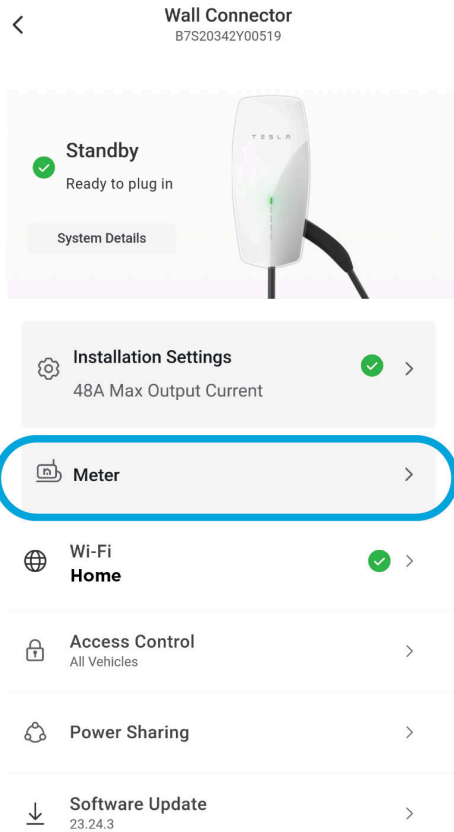 Wall Connector
B7S20342Y00519
TESLA
Standby
Ready to plug in
System Details
Installation Settings
48A Max Output Current
Meter
Wi-Fi
Home
Access Control
All Vehicles
Power Sharing
Software Update
23.24.3